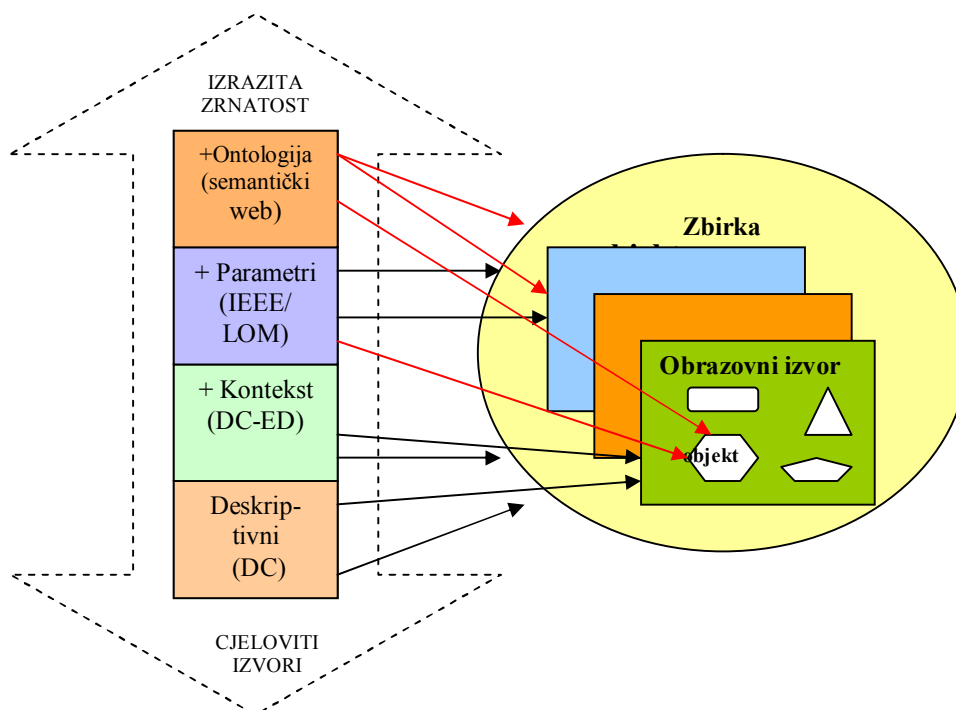 IZRAZITA
ZRNATOST
+Ontologija
(semantički
web)
+ Parametri
(IEEE/
LOM)
+ Kontekst
(DC-ED)
Deskrip-
tivni
(DC)
CJELOVITI
IZVORI
Zbirka
Obrazovni izvor
objekt